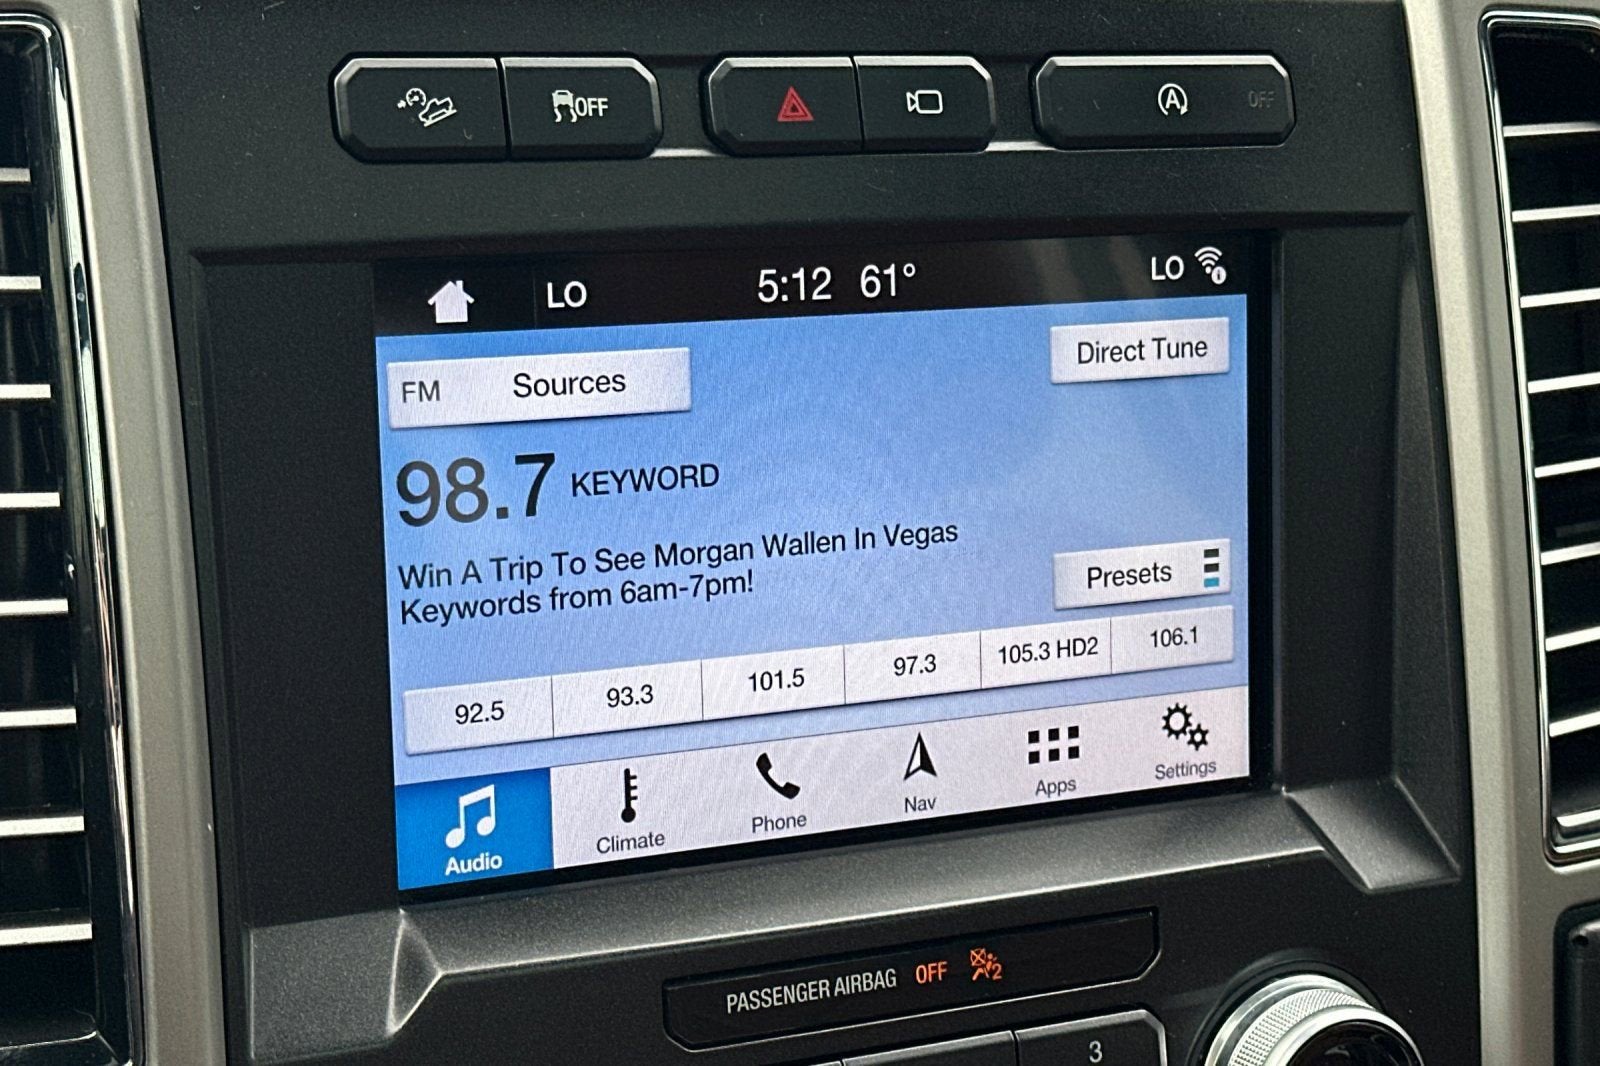 OFF
A OFF
LO 5:12 61° LO
FM Sources
Direct Tune
98.7 KEYWORD
Win A Trip To See Morgan Wallen In Vegas
Keywords from 6am-7pm!
Presets
92.5 93.3 101.5 97.3 105.3 HD2 106.1
Audio Climate Phone Nav Apps Settings
PASSENGER AIRBAG OFF 2
3